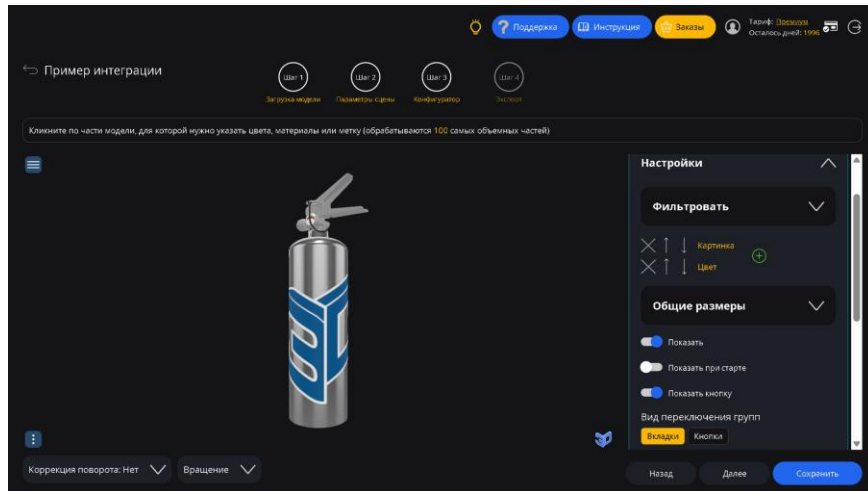 Поддержка
Инструкция
Заказы
Тариф: Премиум
Осталось дней: 1996
Пример интеграции
Шаг 1
Шаг 2
Шаг 3
Шаг 4
Загрузка модели
Параметры сцены
Конфигуратор
Экспорт
Кликните по части модели, для которой нужно указать цвета, материалы или метку (обрабатываются 100 самых объемных частей)
Настройки
Фильтровать
Картинка
Цвет
Общие размеры
Показать
Показать при старте
Показать кнопку
Вид переключения групп
Вкладки
Кнопки
3D
Коррекция поворота: Нет
Вращение
Назад
Далее
Сохранить